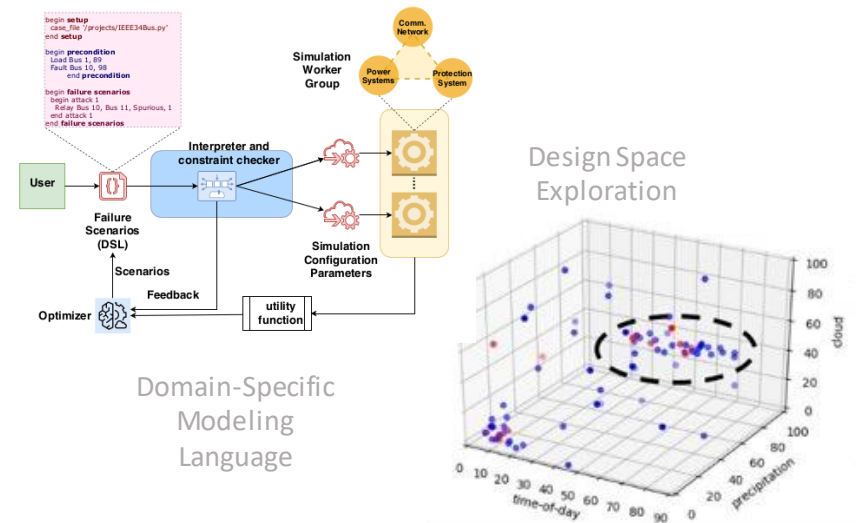 begin setup
case_file '/projects/IEEE34Bus.py'
end setup
begin precondition
Load Bus 1, 89
Fault Bus 10, 98
end precondition
begin failure scenarios
begin attack 1
Relay Bus 10, Bus 11, Spurious, 1
end attack 1
end failure scenarios
Comm.
Network
Power
Systems
Protection
System
Simulation
Worker
Group
User
Interpreter and
constraint checker
Failure
Scenarios
(DSL)
Simulation
Configuration
Parameters
Scenarios
Feedback
Optimizer
utility
function
Domain-Specific
Modeling
Language
Design Space
Exploration
0 10 20 30 40 50 60 70 80 90
time-of-day
0 20 40 60 80 100
precipitation
0 20 40 60 80 100
cloud